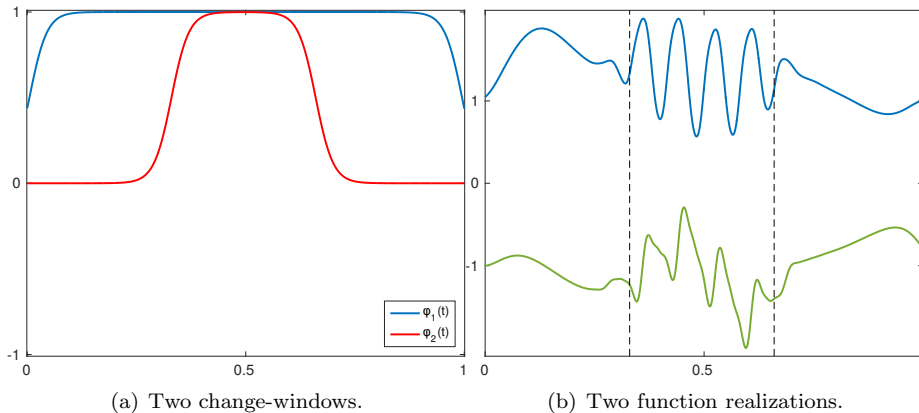 1
0
-1
0
0.5
1
φ1(t)
φ2(t)
1
0
-1
0
0.5
(a) Two change-windows.
(b) Two function realizations.